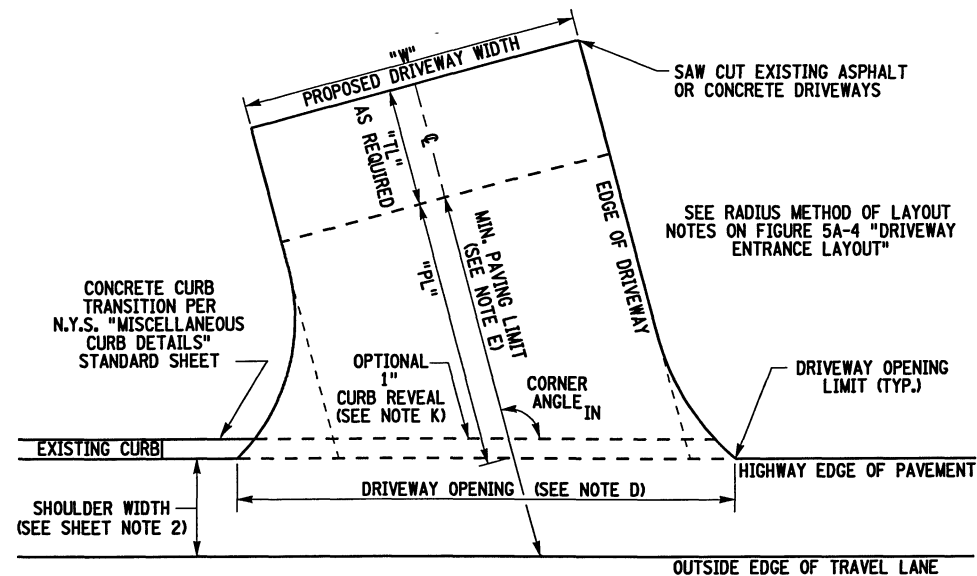 "W"
PROPOSED DRIVEWAY WIDTH
SAW CUT EXISTING ASPHALT
OR CONCRETE DRIVEWAYS
"TL"
AS REQUIRED
℄
EDGE OF DRIVEWAY
SEE RADIUS METHOD OF LAYOUT
NOTES ON FIGURE 5A-4 "DRIVEWAY
ENTRANCE LAYOUT"
"PL"
MIN. PAVING LIMIT
(SEE NOTE E)
CONCRETE CURB
TRANSITION PER
N.Y.S. "MISCELLANEOUS
CURB DETAILS"
STANDARD SHEET
OPTIONAL
1"
CURB REVEAL
(SEE NOTE K)
CORNER
ANGLE IN
DRIVEWAY OPENING
LIMIT (TYP.)
EXISTING CURB
HIGHWAY EDGE OF PAVEMENT
DRIVEWAY OPENING (SEE NOTE D)
SHOULDER WIDTH
(SEE SHEET NOTE 2)
OUTSIDE EDGE OF TRAVEL LANE